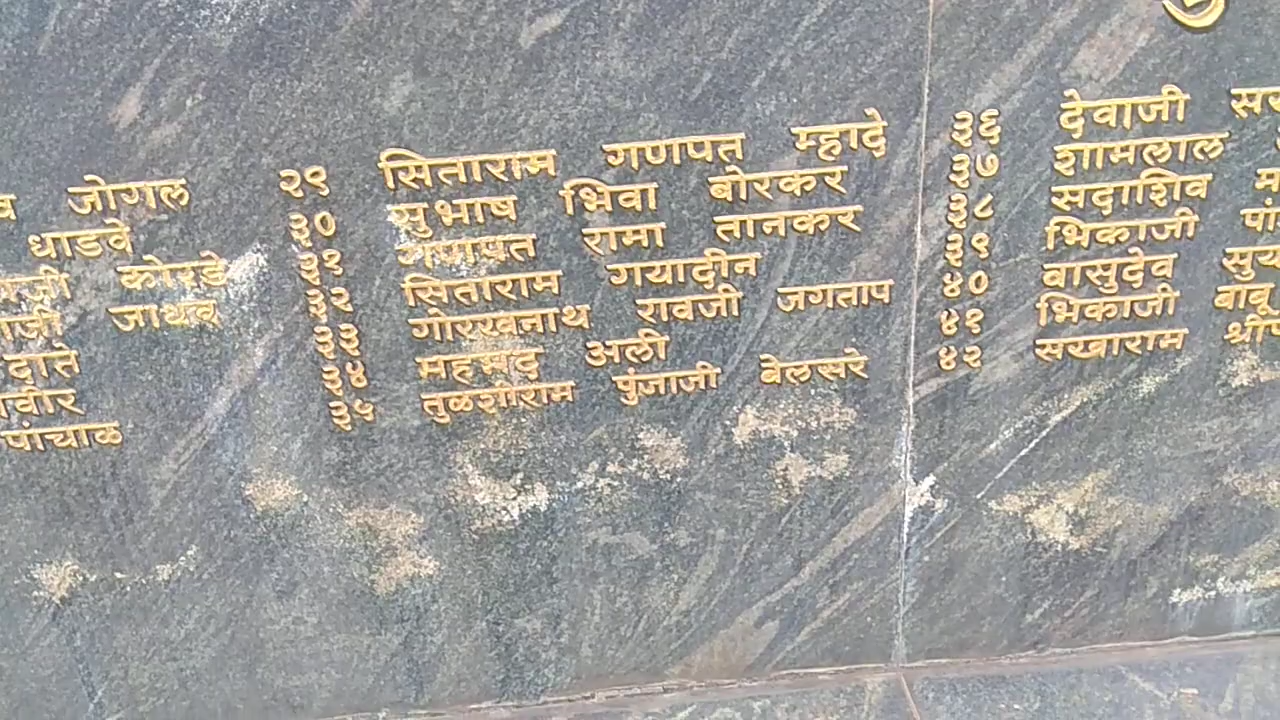 जोगल
धाडवे
कोरडे
जाधव
दाते
वीर
पांचाळ
२९ सिताराम गणपत म्हादे
३० सुभाष भिवा बोरकर
३१ गणपत रामा तानकर
३२ सिताराम गयादीन
३३ गोरखनाथ रावजी जगताप
३४ महमद अली
३५ तुळशीराम पुंजाजी बेलसरे
३६ देवाजी
३७ शामलाल
३८ सदाशिव
३९ भिकाजी
४० वासुदेव
४१ भिकाजी बाबू
४२ सखाराम